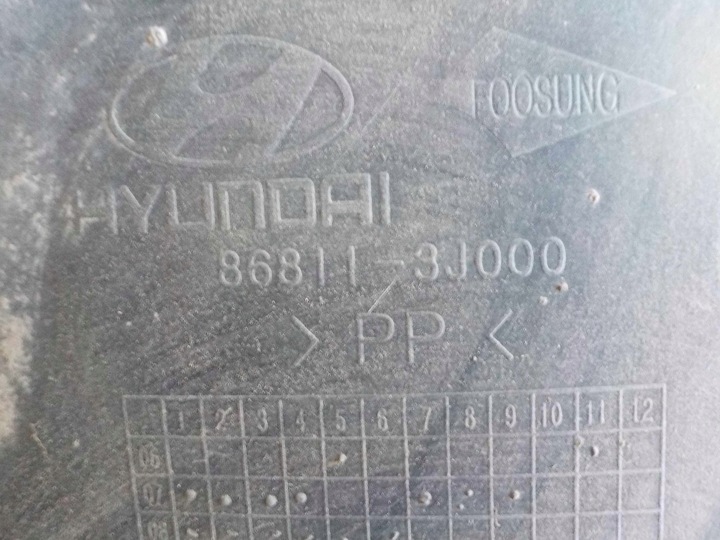 FOOSUNG
HYUNDAI
86811-3J000
> PP <
1 2 3 4 5 6 7 8 9 10 11 12
06
07
08